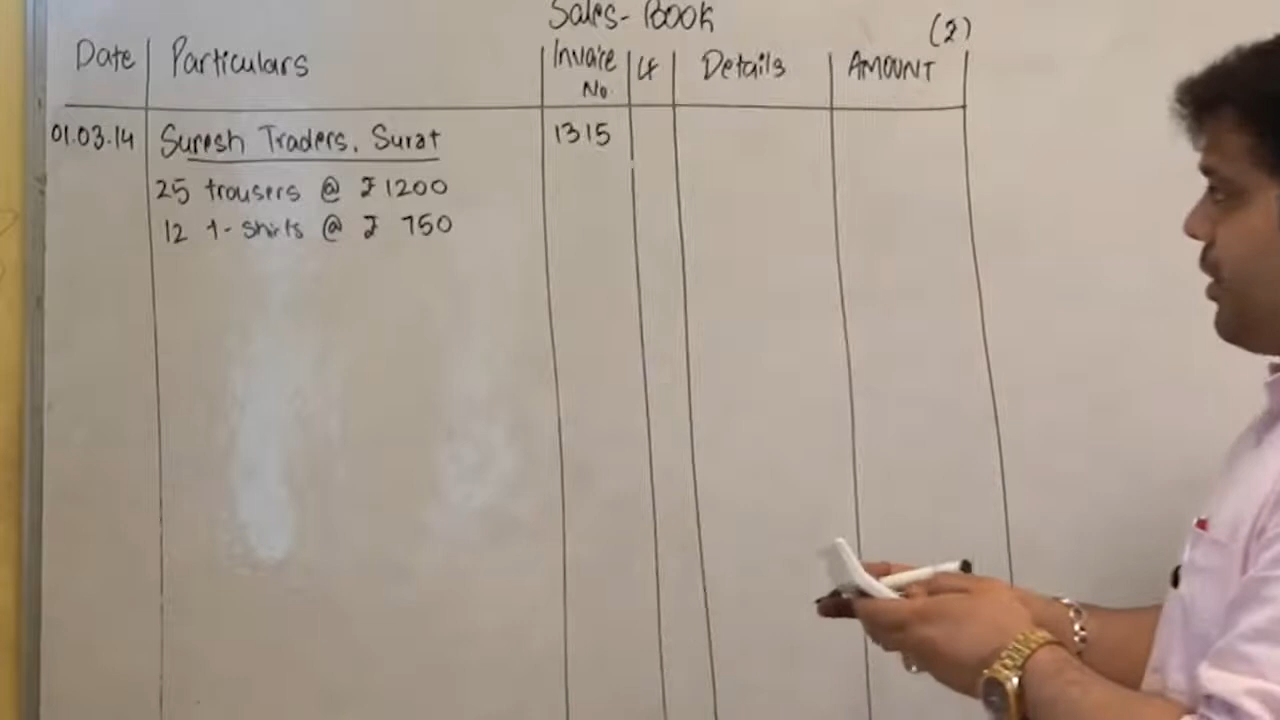 Sales-Book
(₹)
Date Particulars Invoice No LF Details AMOUNT
01.03.14 Suresh Traders, Surat 1315
25 trousers @ ₹1200
12 t-shirts @ ₹ 750